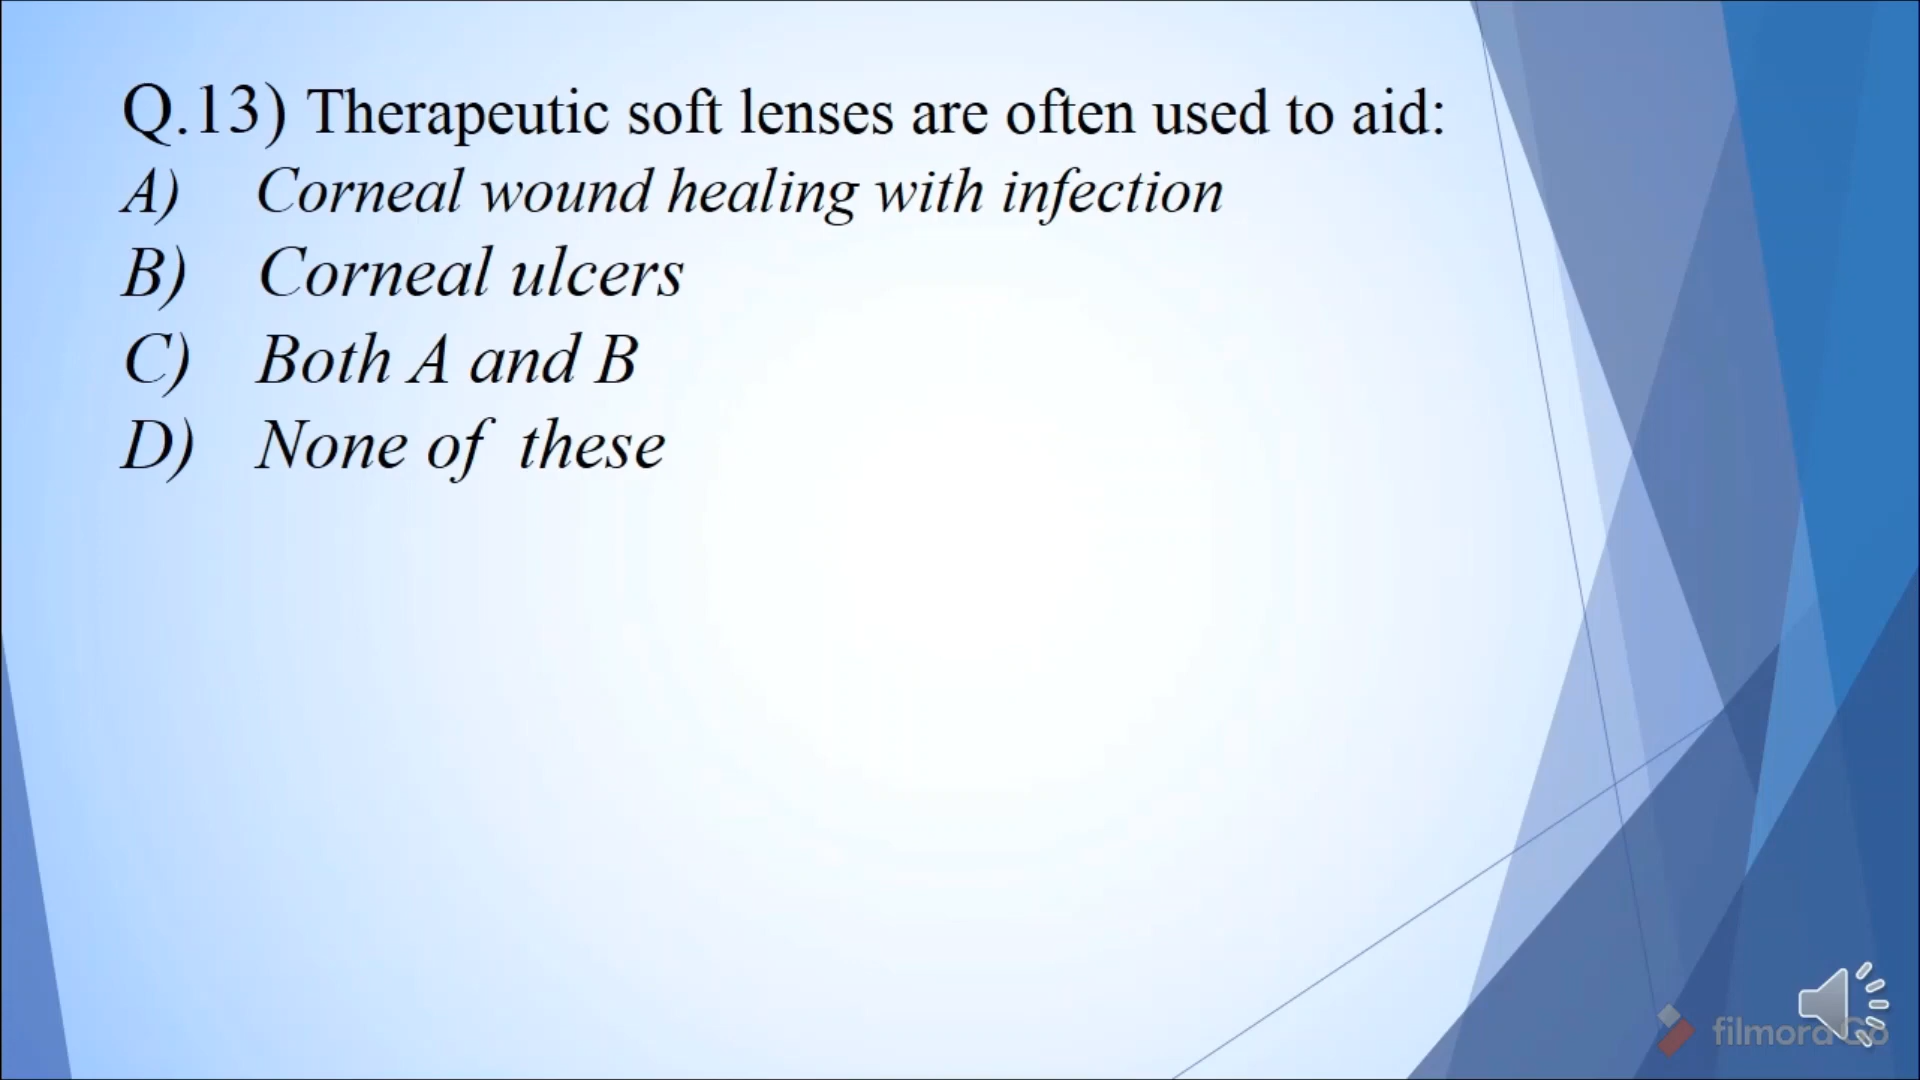 Q.13) Therapeutic soft lenses are often used to aid:
A) Corneal wound healing with infection
B) Corneal ulcers
C) Both A and B
D) None of these
filmora Go